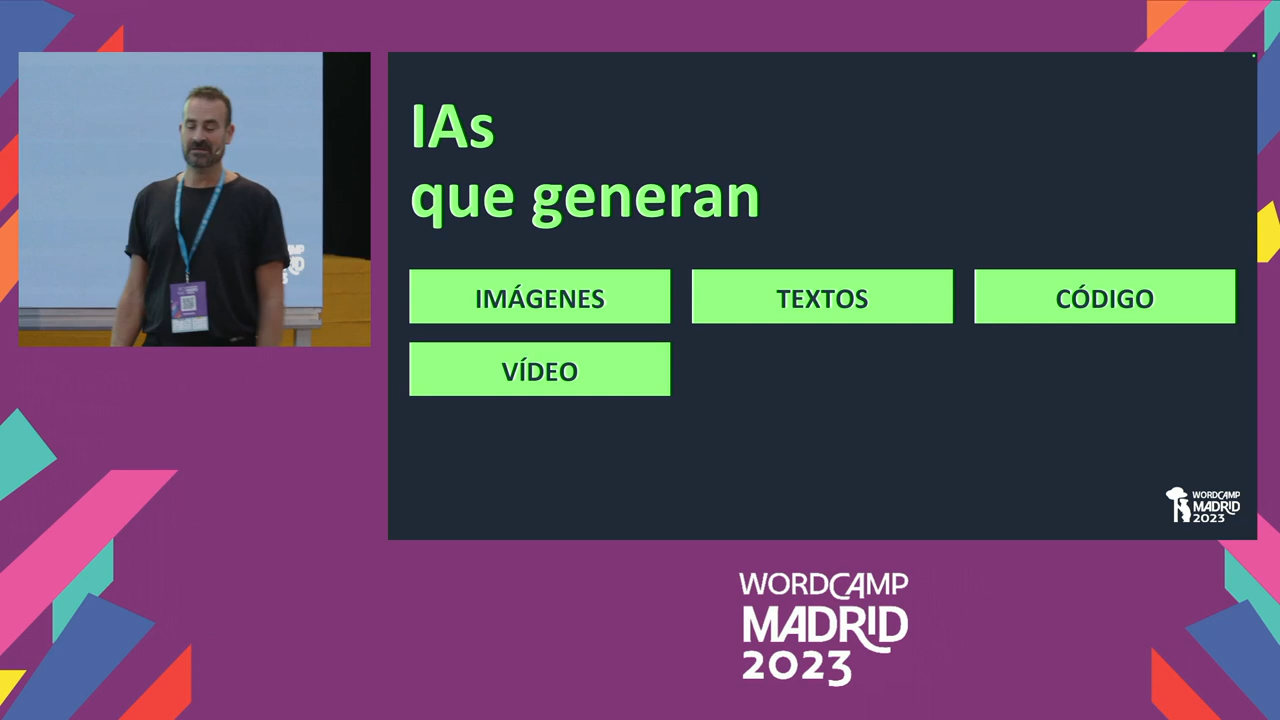 IAs
que generan
IMÁGENES
TEXTOS
CÓDIGO
VÍDEO
WORDCAMP
MADRID
2023
WORDCAMP
MADRID
2023